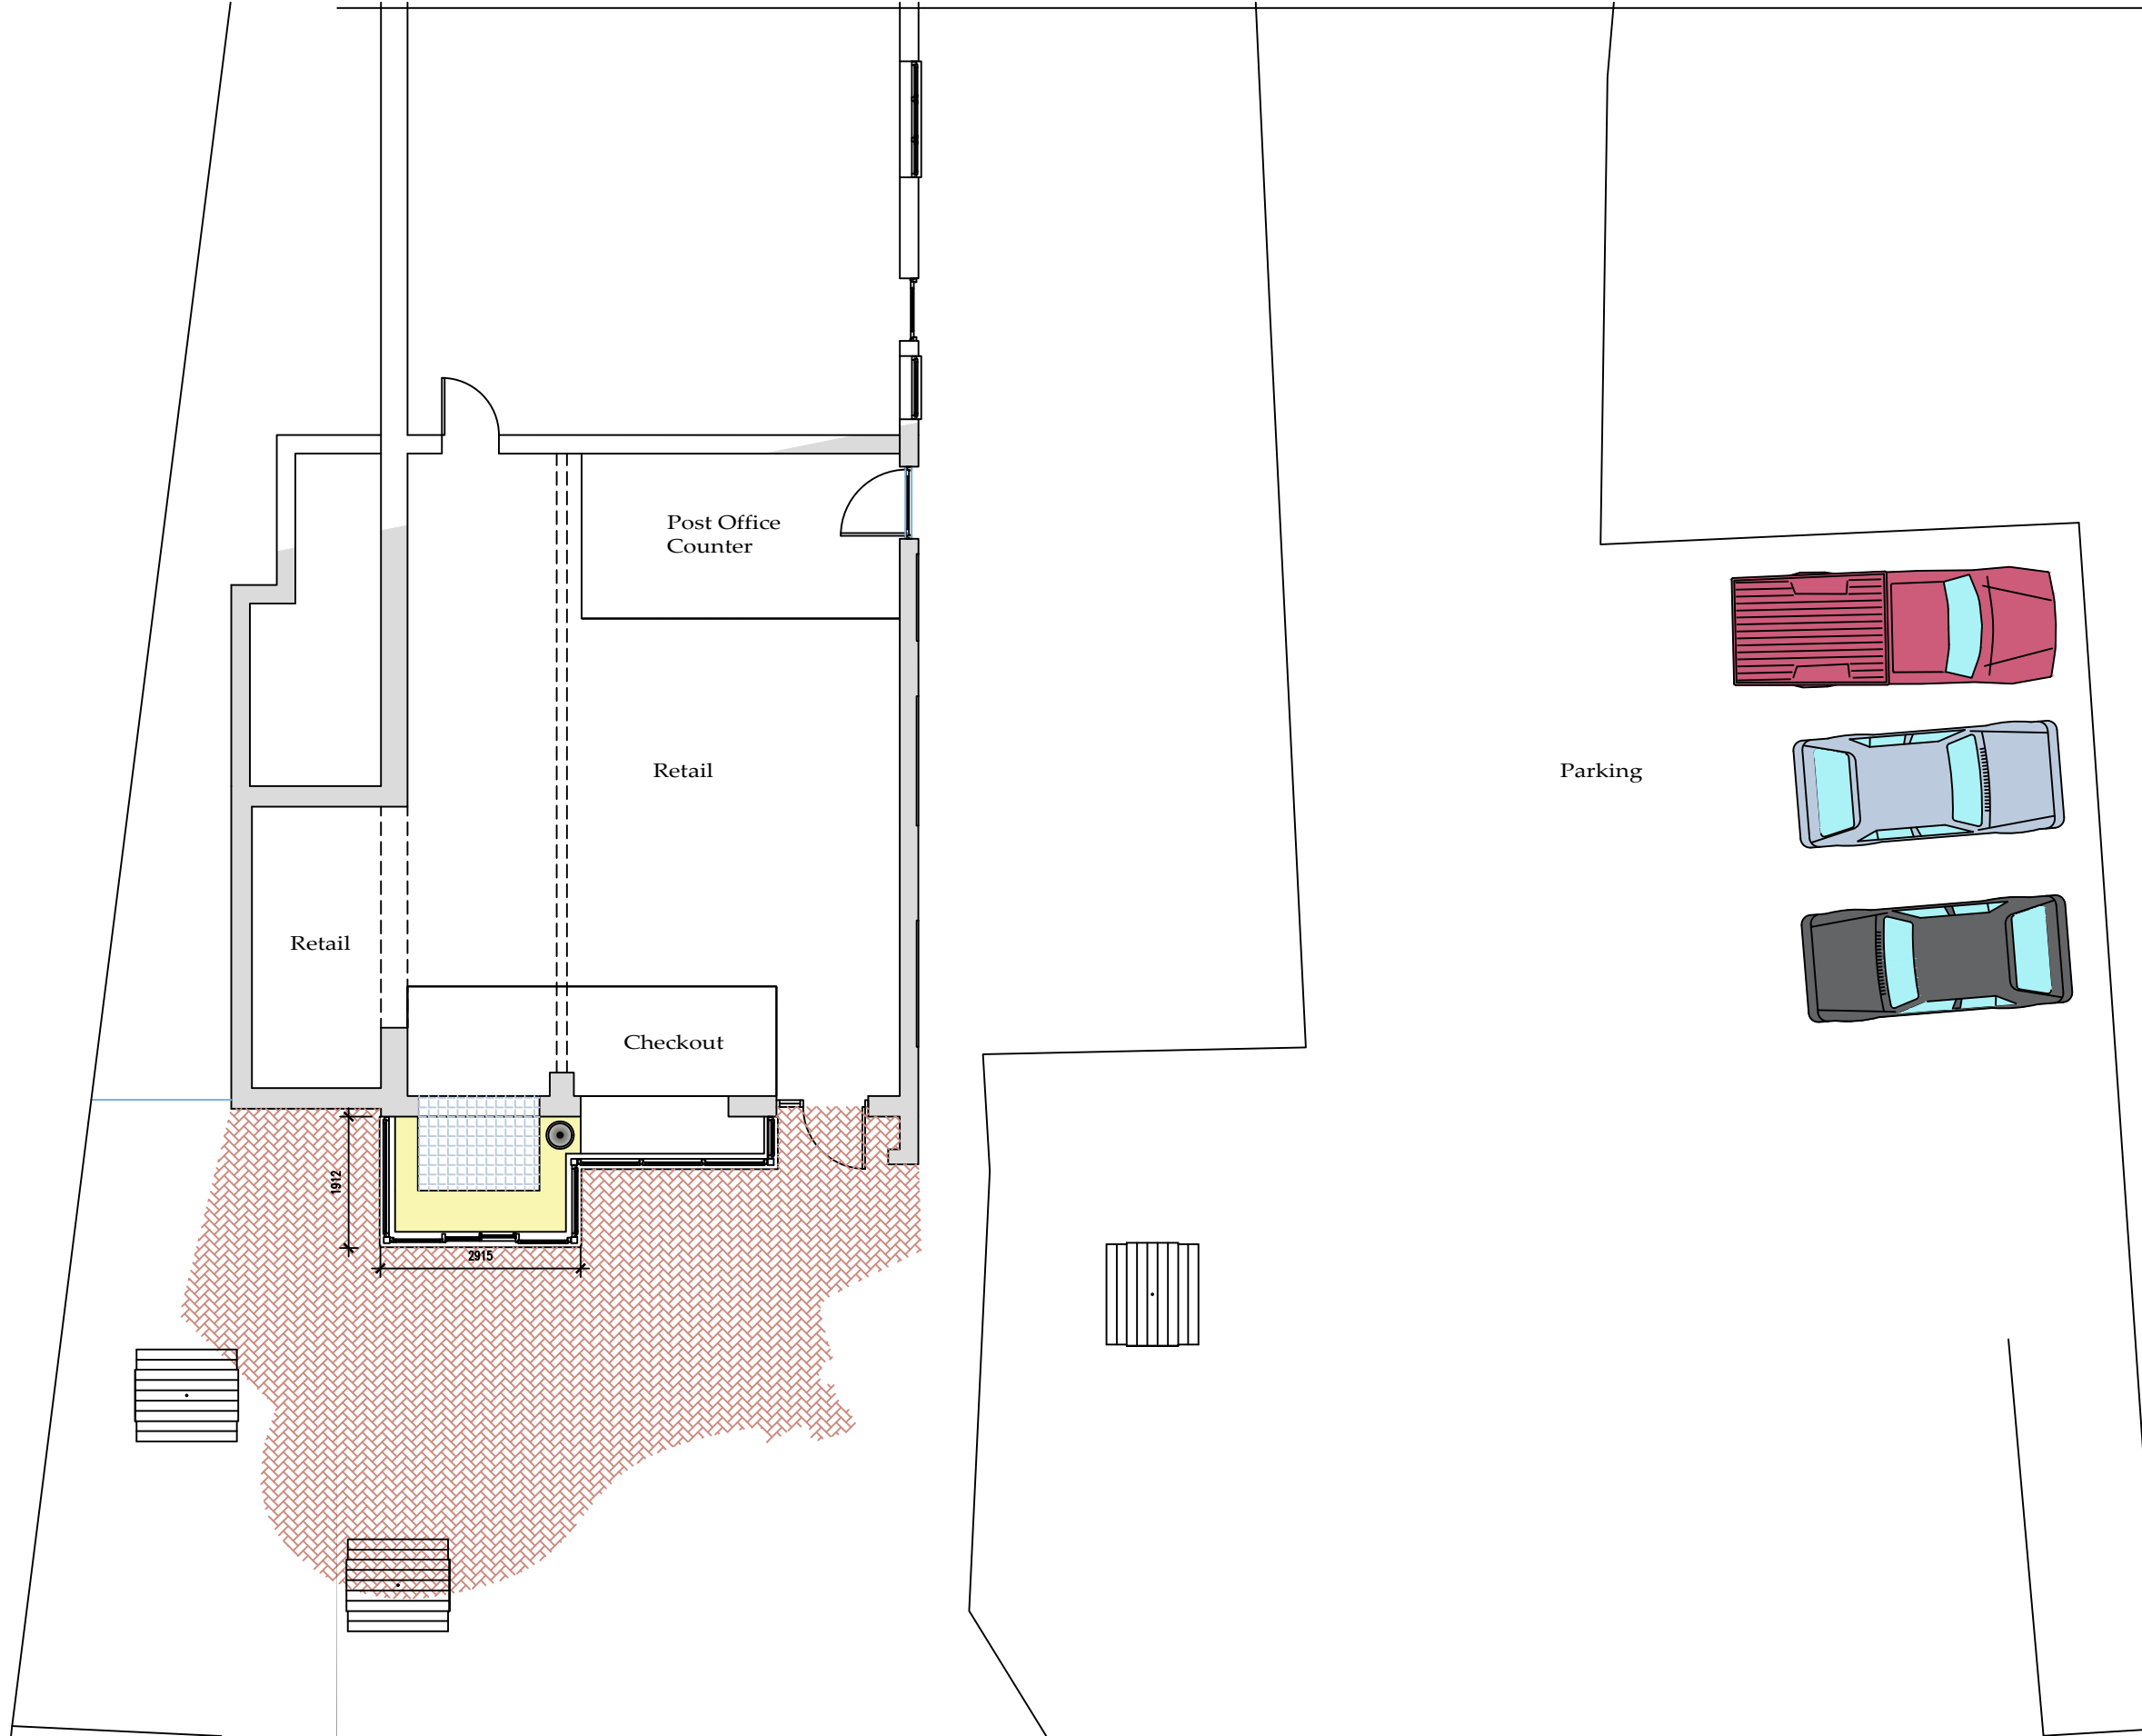 Post Office
Counter
Retail
Parking
Retail
Checkout
1912
2915